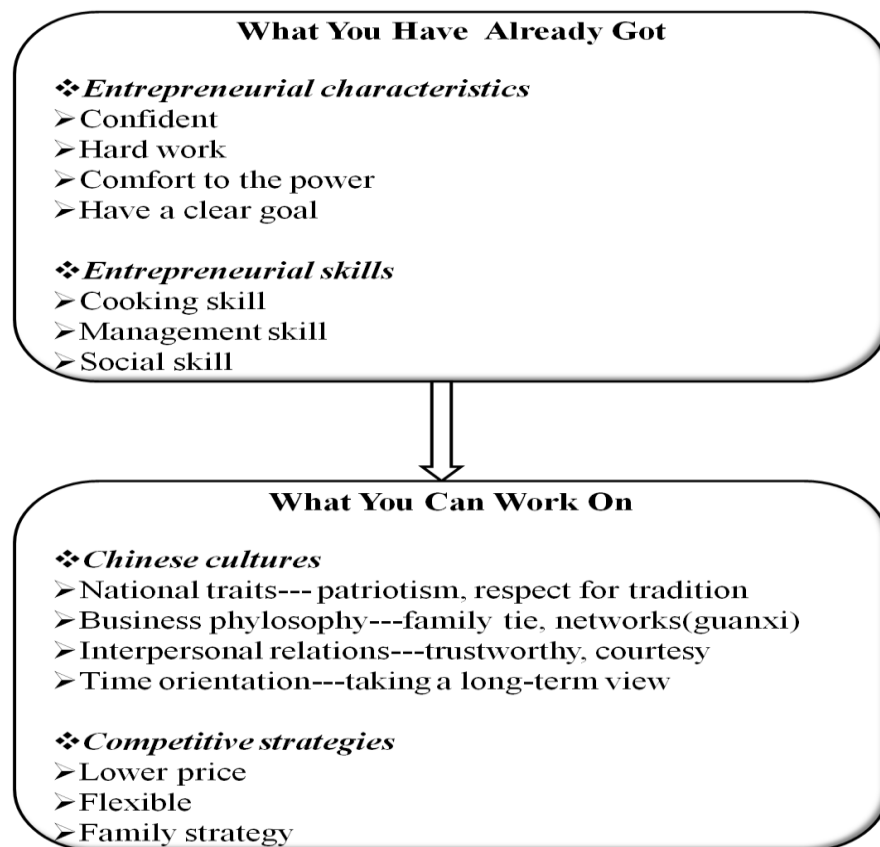 What You Have Already Got
❖Entrepreneurial characteristics
➢Confident
➢Hard work
➢Comfort to the power
➢Have a clear goal
❖Entrepreneurial skills
➢Cooking skill
➢Management skill
➢Social skill
What You Can Work On
❖Chinese cultures
➢National traits--- patriotism, respect for tradition
➢Business phylosophy---family tie, networks(guanxi)
➢Interpersonal relations---trustworthy, courtesy
➢Time orientation---taking a long-term view
❖Competitive strategies
➢Lower price
➢Flexible
➢Family strategy